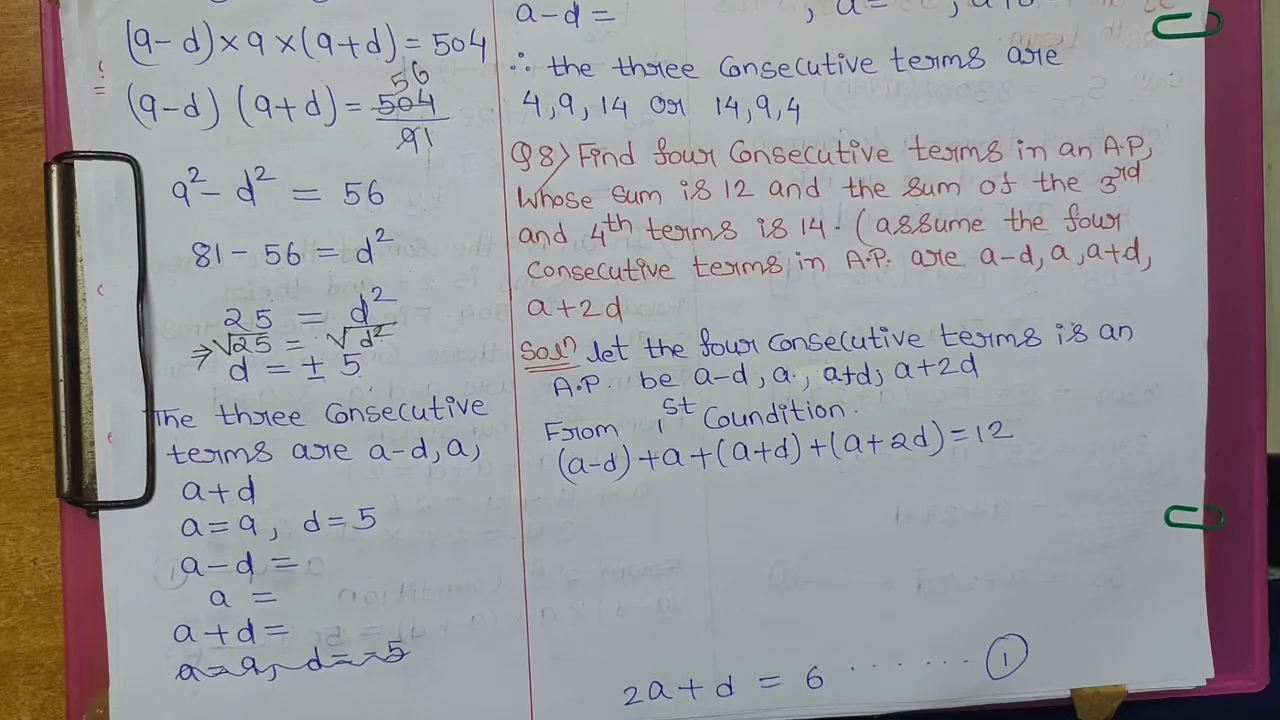 (9-d)×9×(9+d)=504
56
(9-d) (9+d)=504
91
9²-d² = 56
81-56=d²
25 = d²
⇒√25 = √d²
d = ± 5
The three Consecutive
terms are a-d, a,
a+d
a=9, d=5
a-d =
a =
a+d=
a=9, d=-5
a-d =
∴ the three Consecutive terms are
4,9,14 or 14,9,4
Q8) Find four Consecutive terms in an A.P,
whose sum is 12 and the sum of the 3rd
and 4th terms is 14. (assume the four
Consecutive terms in A.P. are a-d, a, a+d,
a+2d
Solⁿ let the four Consecutive terms is an
A.P. be a-d, a, a+d, a+2d
From 1st Coundition.
(a-d)+a+(a+d)+(a+2d)=12
2a+d = 6 ....... 1